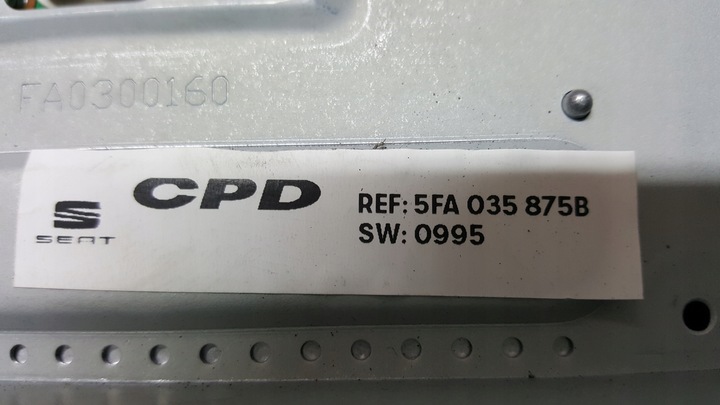 FA0300160
CPD
SEAT
REF: 5FA 035 875B
SW: 0995